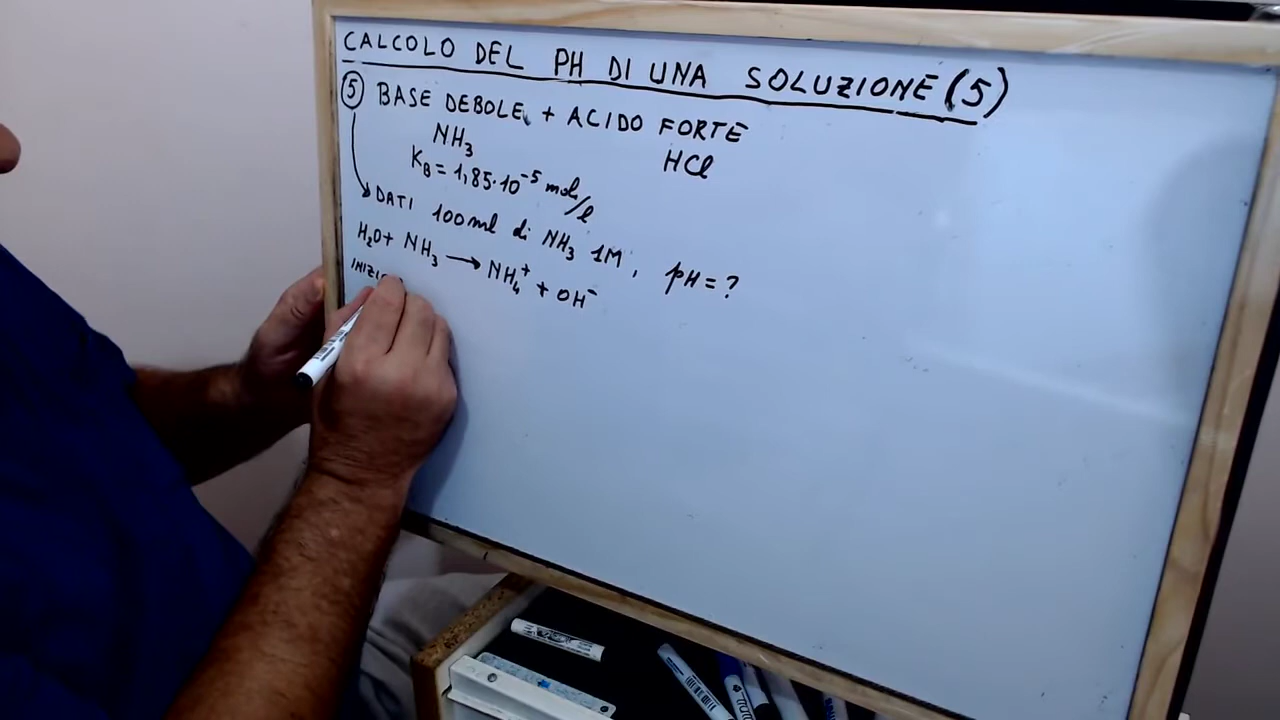 CALCOLO DEL PH DI UNA SOLUZIONE (5)
5 BASE DEBOLE + ACIDO FORTE
NH3 HCl
KB = 1,85·10⁻⁵ mol/l
DATI 100ml di NH3 1M, pH = ?
H2O + NH3 → NH4⁺ + OH⁻